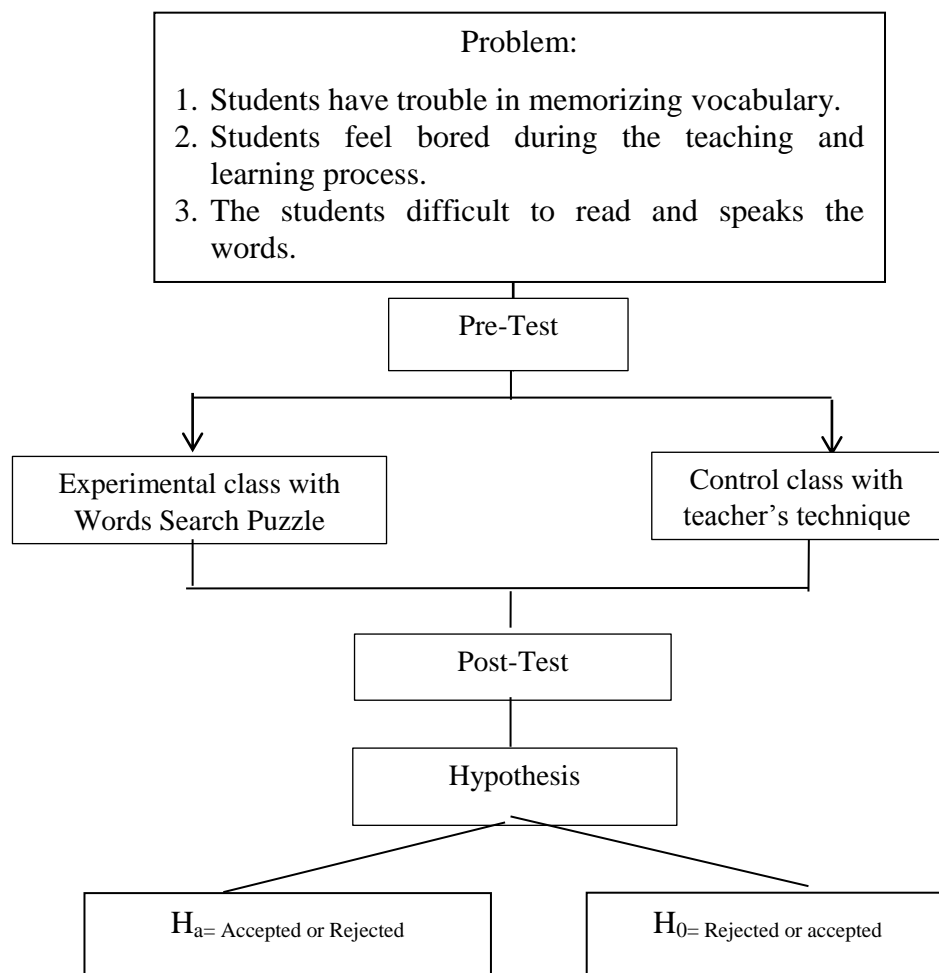 Problem:
1. Students have trouble in memorizing vocabulary.
2. Students feel bored during the teaching and
learning process.
3. The students difficult to read and speaks the
words.
Pre-Test
Experimental class with
Words Search Puzzle
Control class with
teacher’s technique
Post-Test
Hypothesis
Ha= Accepted or Rejected
H0= Rejected or accepted